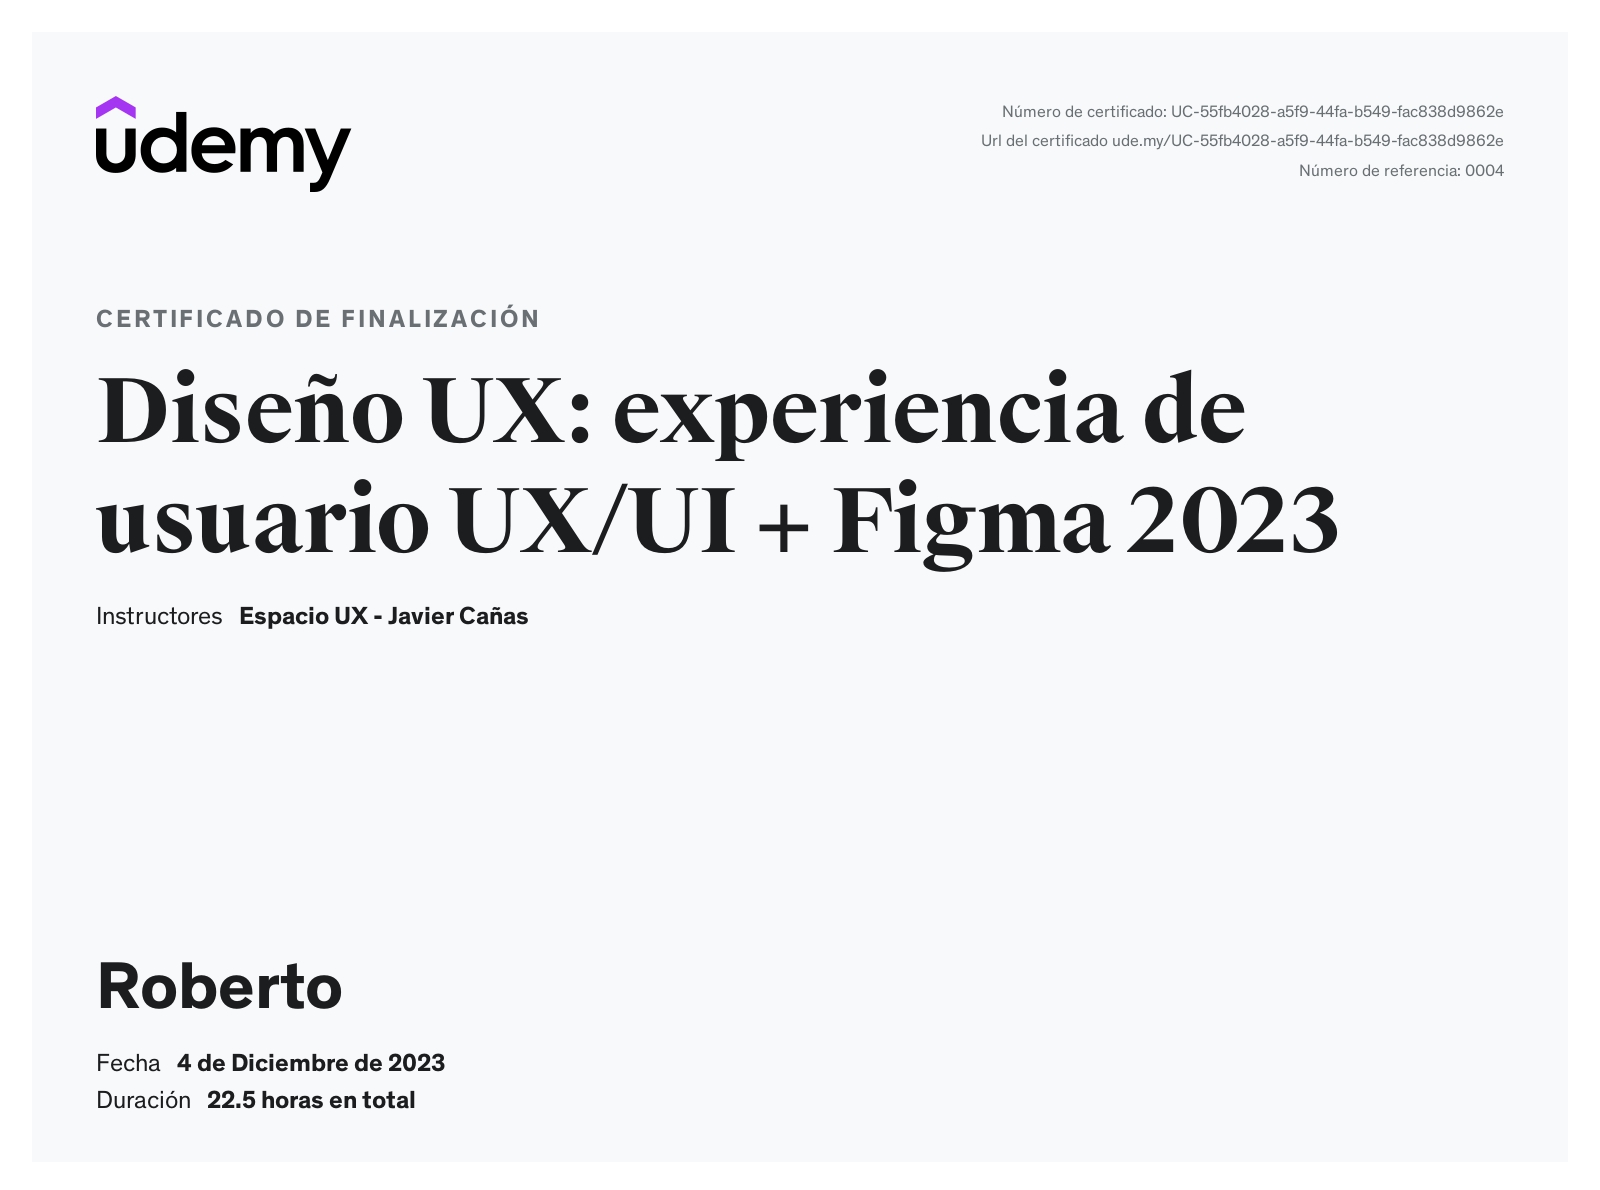 udemy
Número de certificado: UC-55fb4028-a5f9-44fa-b549-fac838d9862e
Url del certificado ude.my/UC-55fb4028-a5f9-44fa-b549-fac838d9862e
Número de referencia: 0004
CERTIFICADO DE FINALIZACIÓN
Diseño UX: experiencia de
usuario UX/UI + Figma 2023
Instructores Espacio UX - Javier Cañas
Roberto
Fecha 4 de Diciembre de 2023
Duración 22.5 horas en total